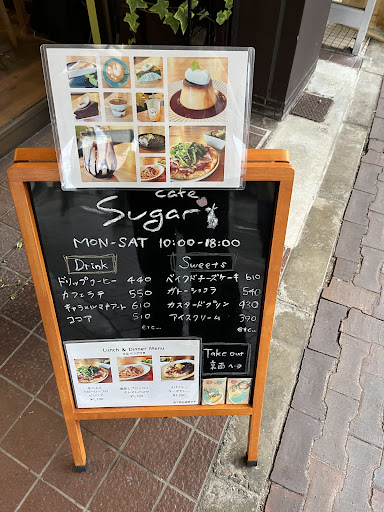 cafe
Sugar
MON-SAT 10:00-18:00
Drink
ドリップコーヒー 440
カフェラテ 550
キャラメルマキアート 610
ココア 510
etc...
Sweets
ベイクドチーズケーキ 610
ガトーショコラ 540
カスタードプリン 430
アイスクリーム 390
etc...
Lunch & Dinner Menu
Take out
裏面へ→